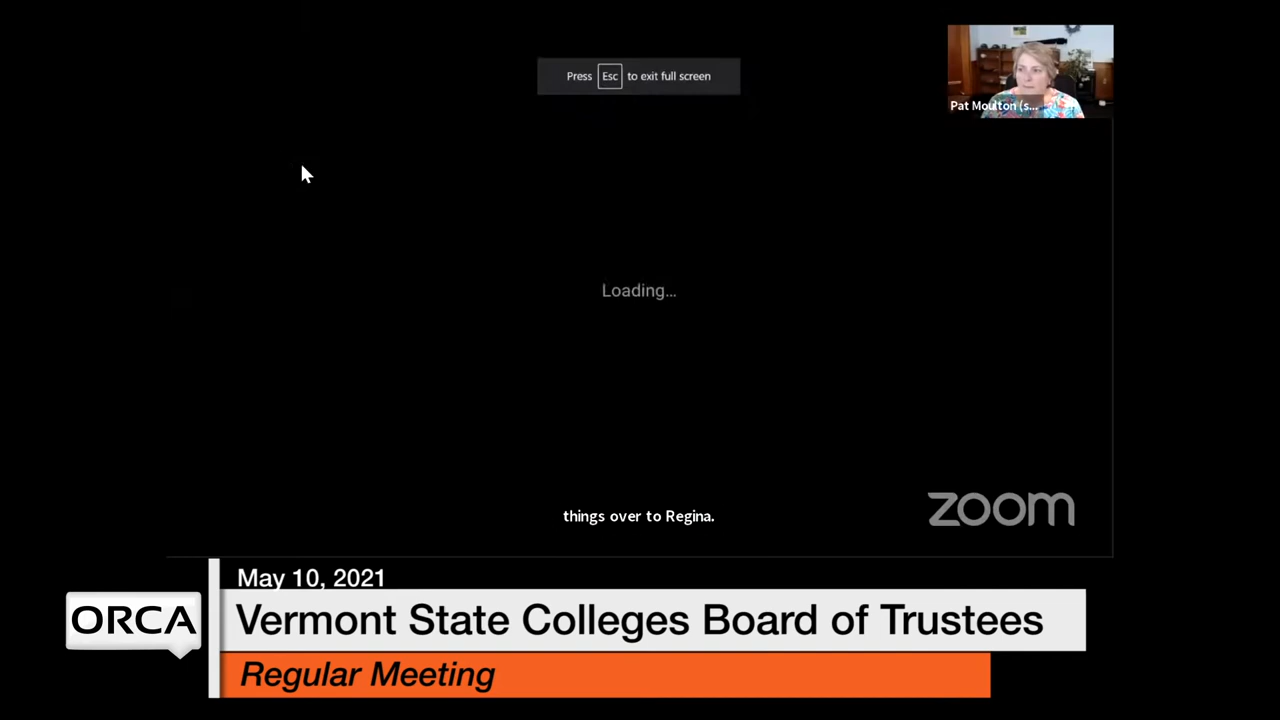 Press Esc to exit full screen
Pat Moulton (s...
Loading...
things over to Regina.
zoom
May 10, 2021
ORCA
Vermont State Colleges Board of Trustees
Regular Meeting